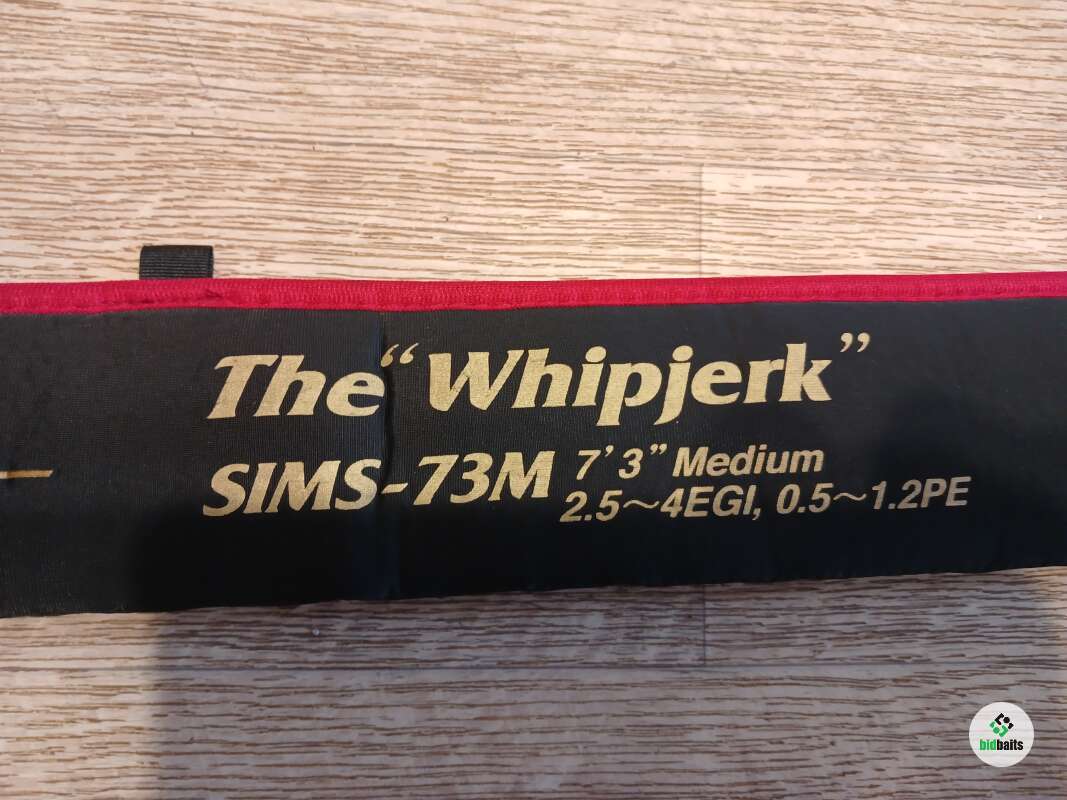 The “Whipjerk”
SIMS-73M 7’3” Medium
2.5～4EGI, 0.5～1.2PE
bidbaits